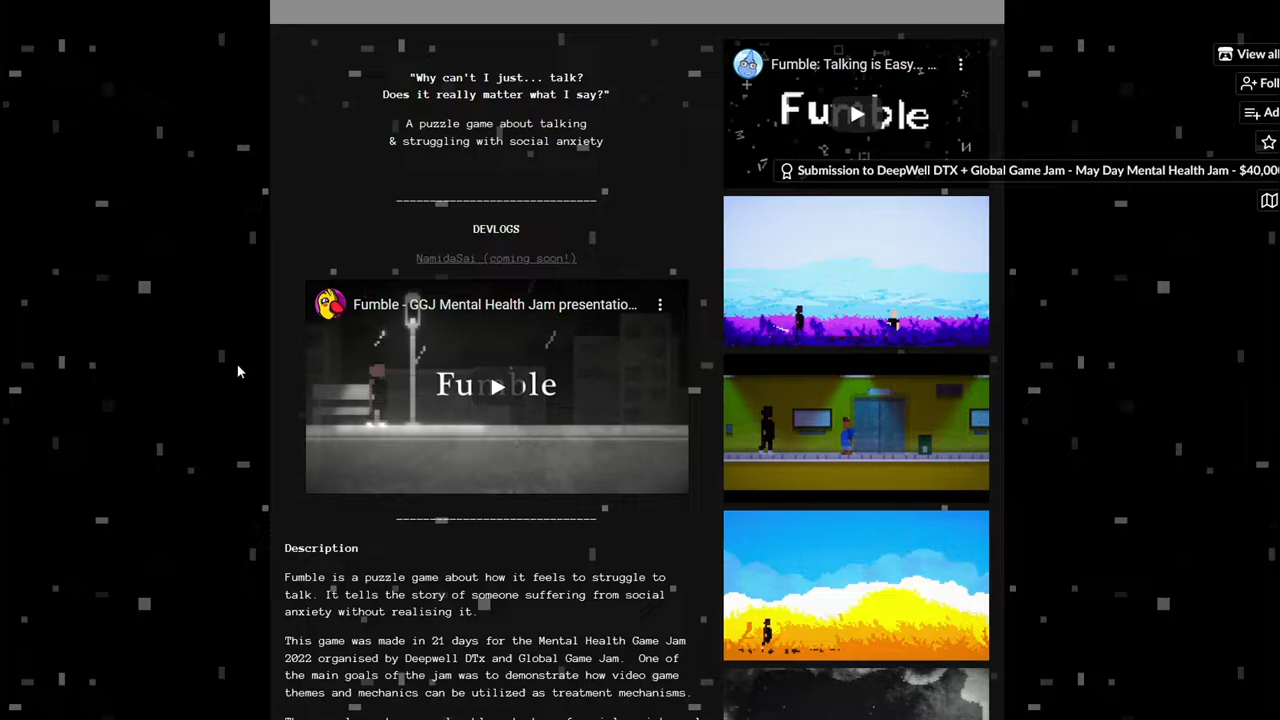 "Why can't I just... talk?
Does it really matter what I say?"
A puzzle game about talking
& struggling with social anxiety
DEVLOGS
NamidaSai (coming soon!)
Fumble - GGJ Mental Health Jam presentatio...
Fumble
Description
Fumble is a puzzle game about how it feels to struggle to
talk. It tells the story of someone suffering from social
anxiety without realising it.
This game was made in 21 days for the Mental Health Game Jam
2022 organised by Deepwell DTx and Global Game Jam. One of
the main goals of the jam was to demonstrate how video game
themes and mechanics can be utilized as treatment mechanisms.
Fumble: Talking is Easy... ...
Fumble
View all
Foll
Ad
Submission to DeepWell DTX + Global Game Jam - May Day Mental Health Jam - $40,000